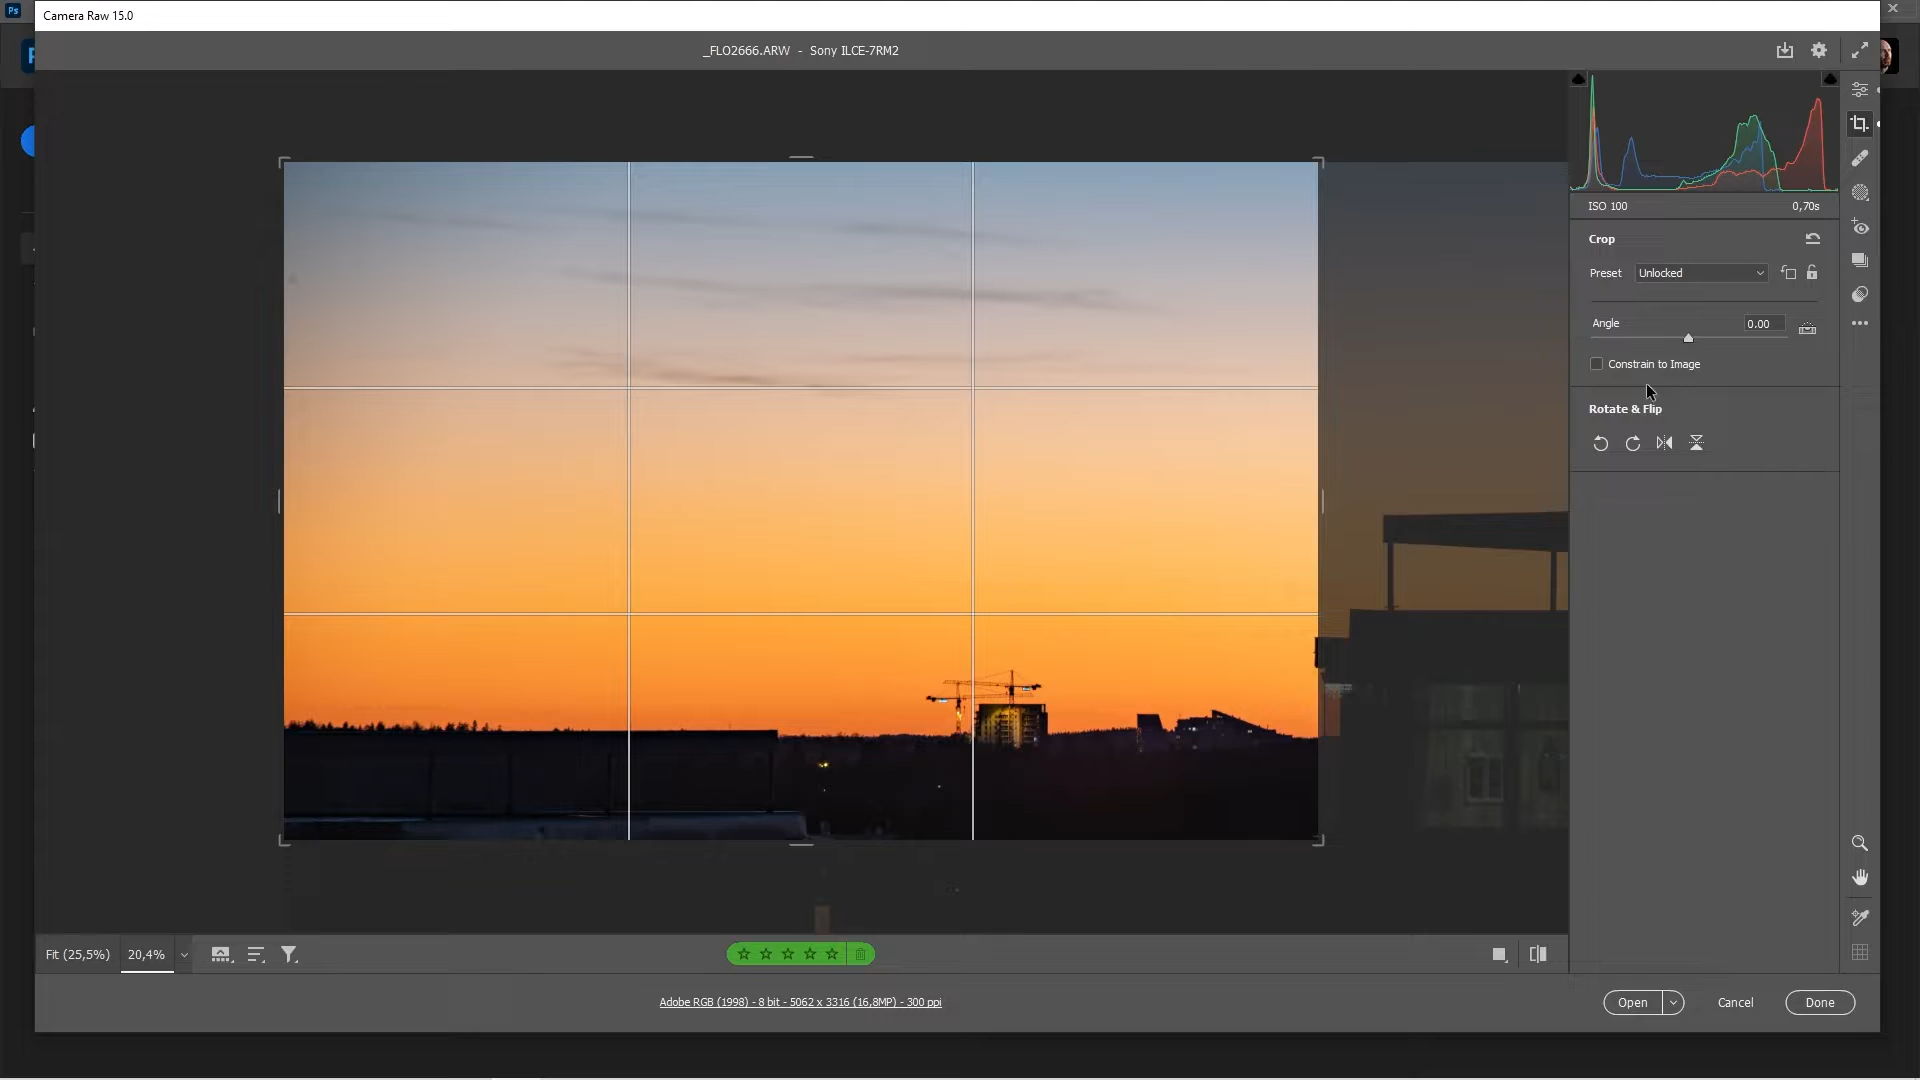 Ps
Camera Raw 15.0
_FLO2666.ARW - Sony ILCE-7RM2
ISO 100
0,70s
Crop
Preset
Unlocked
Angle
0.00
Constrain to Image
Rotate & Flip
Fit (25,5%)
20,4%
Adobe RGB (1998) - 8 bit - 5062 x 3316 (16,8MP) - 300 ppi
Open
Cancel
Done